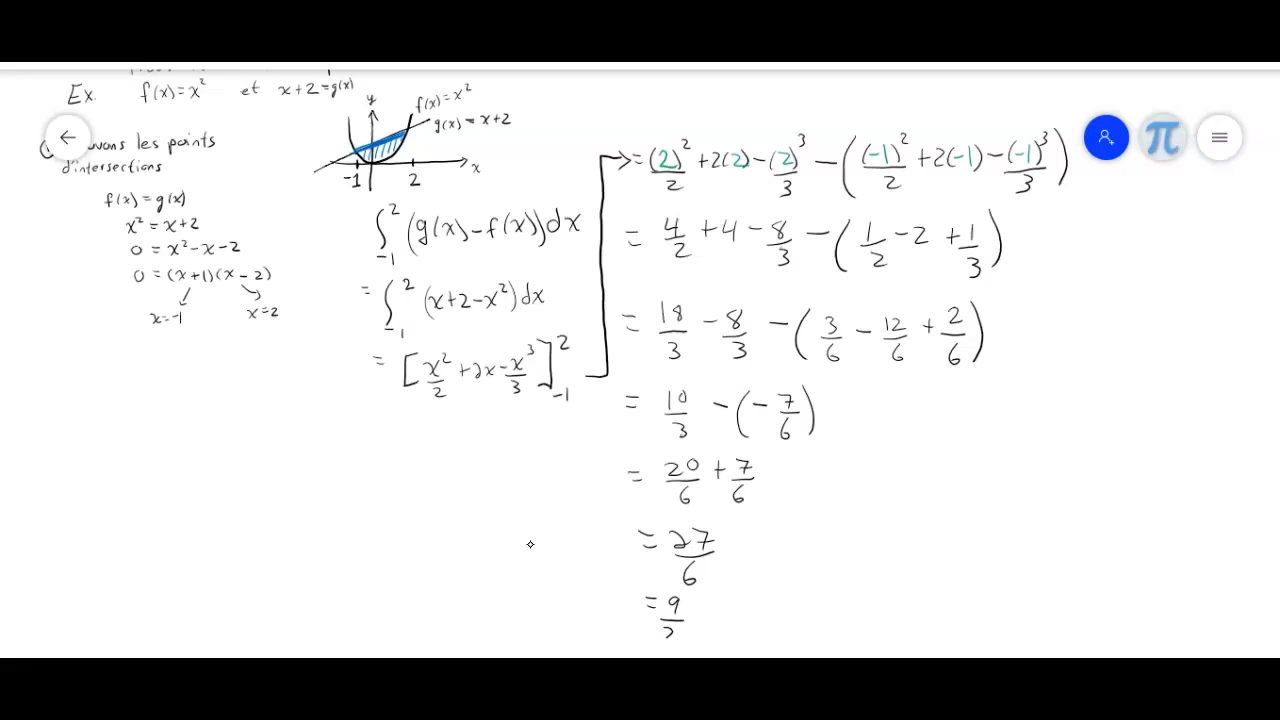 Ex. f(x) = x² et x+2 = g(x)
vons les points
d'intersections
f(x) = g(x)
x² = x+2
0 = x²-x-2
0 = (x+1)(x-2)
x=-1 x=2
y
f(x) = x²
g(x) = x+2
x
-1 2
∫₋₁² (g(x)-f(x))dx
= ∫₋₁² (x+2-x²)dx
= [x²/2 + 2x - x³/3]₋₁²
= (2)²/2 + 2(2) - (2)³/3 - ((-1)²/2 + 2(-1) - (-1)³/3)
= 4/2 + 4 - 8/3 - (1/2 - 2 + 1/3)
= 18/3 - 8/3 - (3/6 - 12/6 + 2/6)
= 10/3 - (-7/6)
= 20/6 + 7/6
= 27/6
= 9/2
π